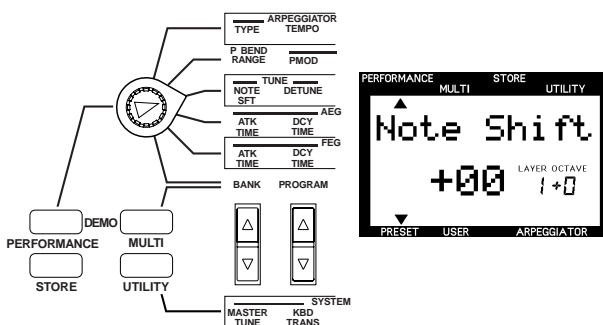 ARPEGGIATOR
TYPE TEMPO
P BEND
RANGE PMOD
TUNE
NOTE DETUNE
SFT
AEG
ATK DCY
TIME TIME
FEG
ATK DCY
TIME TIME
BANK PROGRAM
DEMO
PERFORMANCE MULTI
STORE UTILITY
SYSTEM
MASTER KBD
TUNE TRANS
PERFORMANCE STORE
MULTI UTILITY
Note Shift
LAYER OCTAVE
+00 1 +0
PRESET USER ARPEGGIATOR